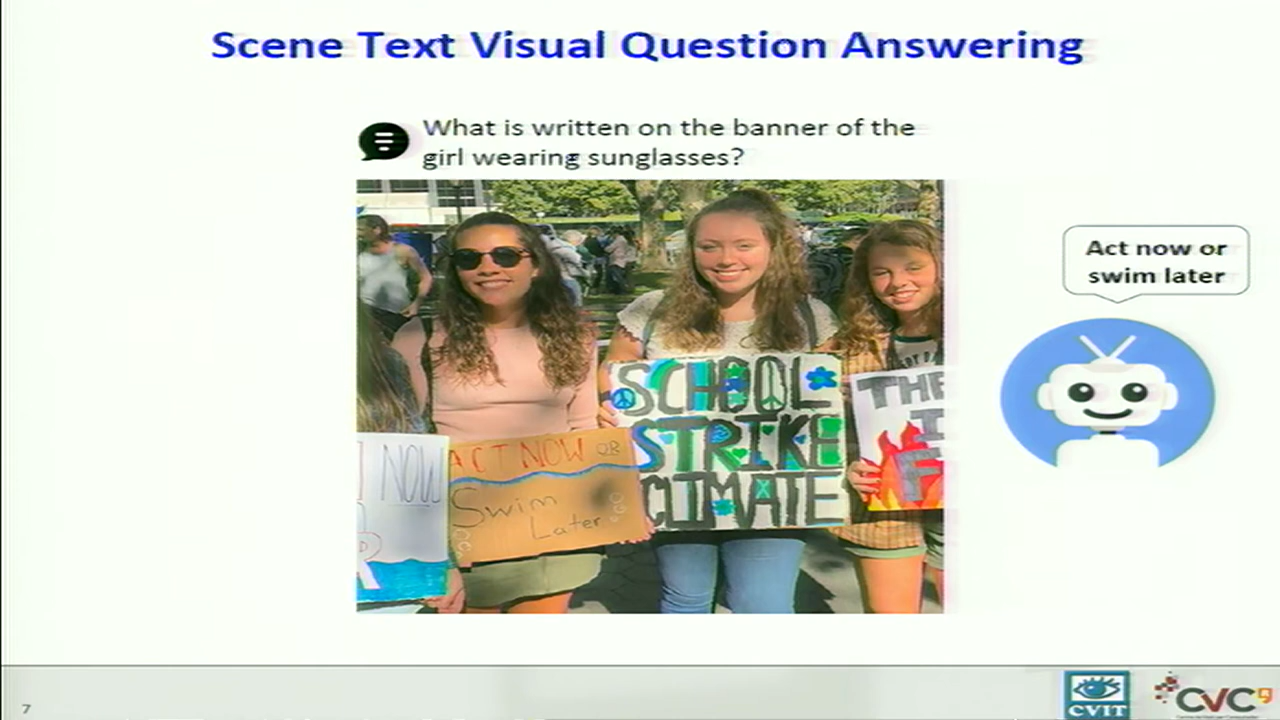 Scene Text Visual Question Answering
What is written on the banner of the
girl wearing sunglasses?
Act now or
swim later
NOW
ACT NOW OR
Swim
Later
SCHOOL
STRIKE
CLIMATE
THE
I
F
7
CVIT
CVC